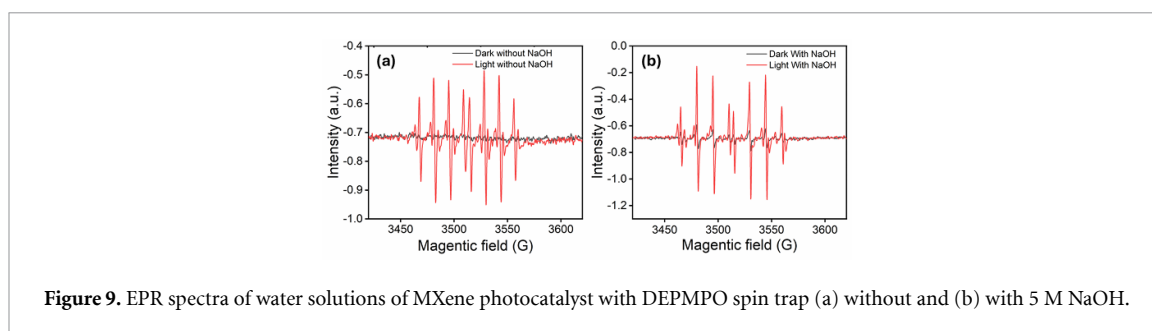 (a)
Dark without NaOH
Light without NaOH
-0.4
-0.5
-0.6
-0.7
-0.8
-0.9
-1.0
Intensity (a.u.)
3450 3500 3550 3600
Magentic field (G)
(b)
Dark With NaOH
Light With NaOH
0.0
-0.2
-0.4
-0.6
-0.8
-1.0
-1.2
Intensity (a.u.)
3450 3500 3550 3600
Magentic field (G)
Figure 9. EPR spectra of water solutions of MXene photocatalyst with DEPMPO spin trap (a) without and (b) with 5 M NaOH.